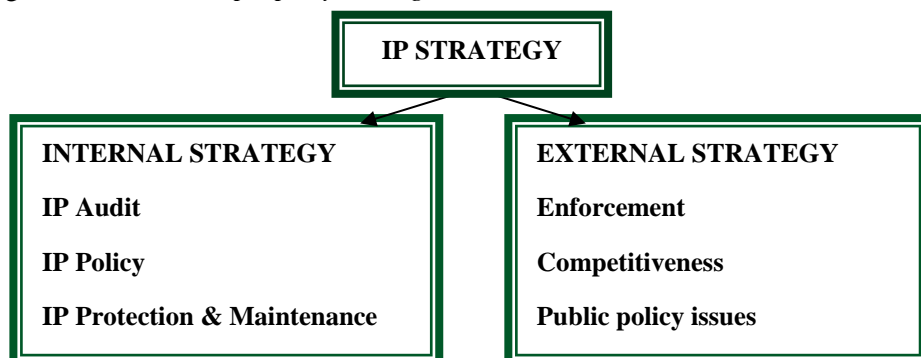 IP STRATEGY
INTERNAL STRATEGY
IP Audit
IP Policy
IP Protection & Maintenance
EXTERNAL STRATEGY
Enforcement
Competitiveness
Public policy issues